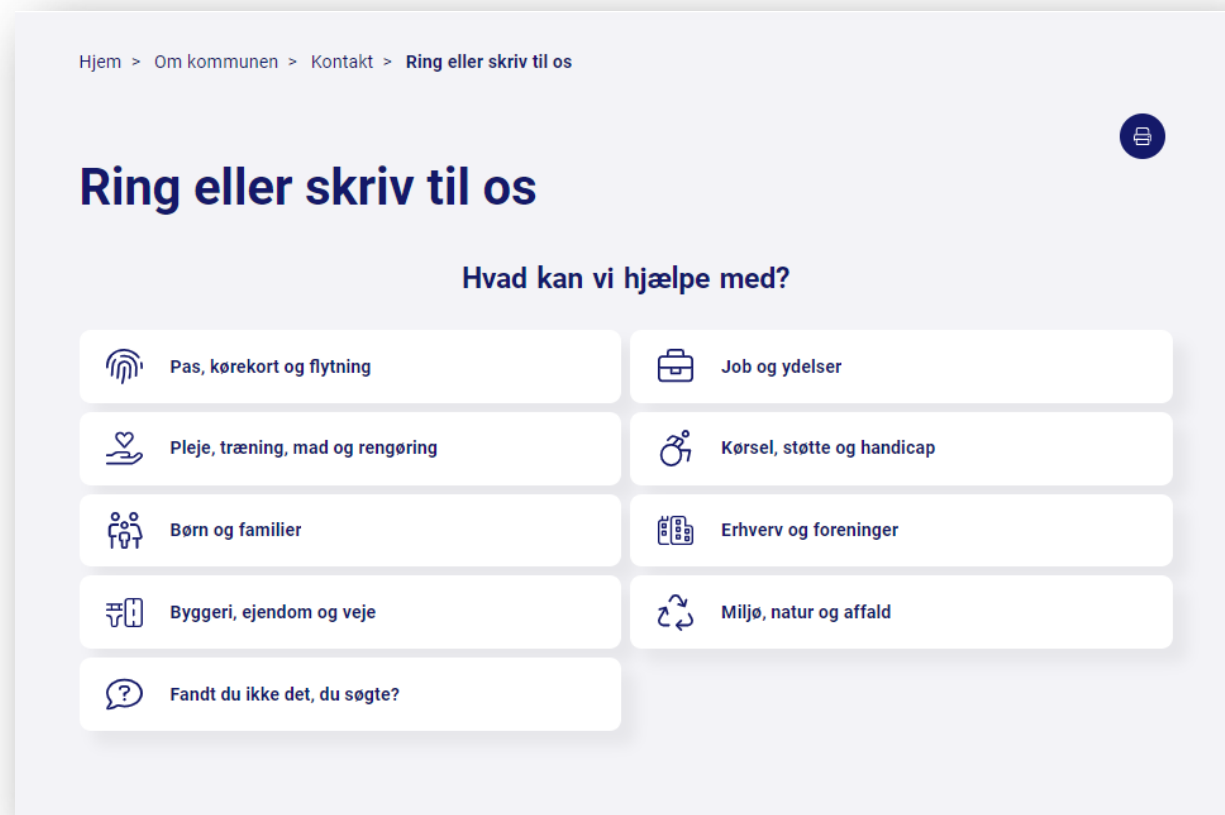 Hjem > Om kommunen > Kontakt > Ring eller skriv til os
Ring eller skriv til os
Hvad kan vi hjælpe med?
Pas, kørekort og flytning
Job og ydelser
Pleje, træning, mad og rengøring
Kørsel, støtte og handicap
Børn og familier
Erhverv og foreninger
Byggeri, ejendom og veje
Miljø, natur og affald
Fandt du ikke det, du søgte?